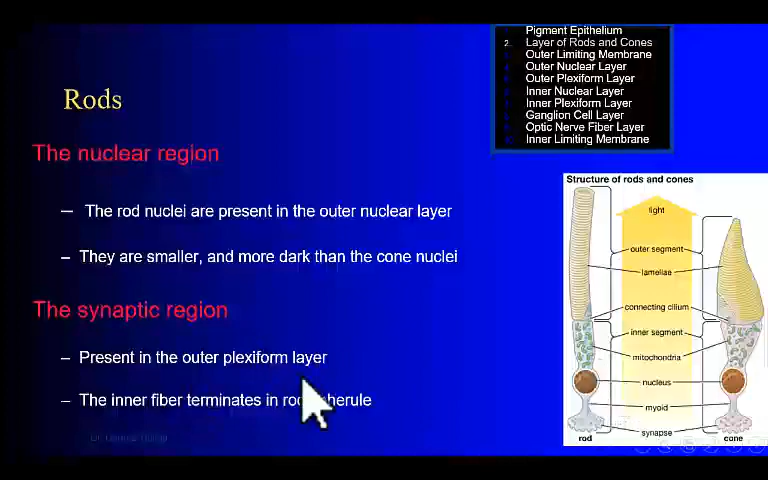 Pigment Epithelium
2. Layer of Rods and Cones
Outer Limiting Membrane
Outer Nuclear Layer
Outer Plexiform Layer
Inner Nuclear Layer
Inner Plexiform Layer
Ganglion Cell Layer
Optic Nerve Fiber Layer
Inner Limiting Membrane
Rods
The nuclear region
– The rod nuclei are present in the outer nuclear layer
– They are smaller, and more dark than the cone nuclei
The synaptic region
– Present in the outer plexiform layer
– The inner fiber terminates in
Structure of rods and cones
light
outer segment
lamellae
connecting cilium
inner segment
mitochondria
nucleus
myoid
synapse
rod
cone